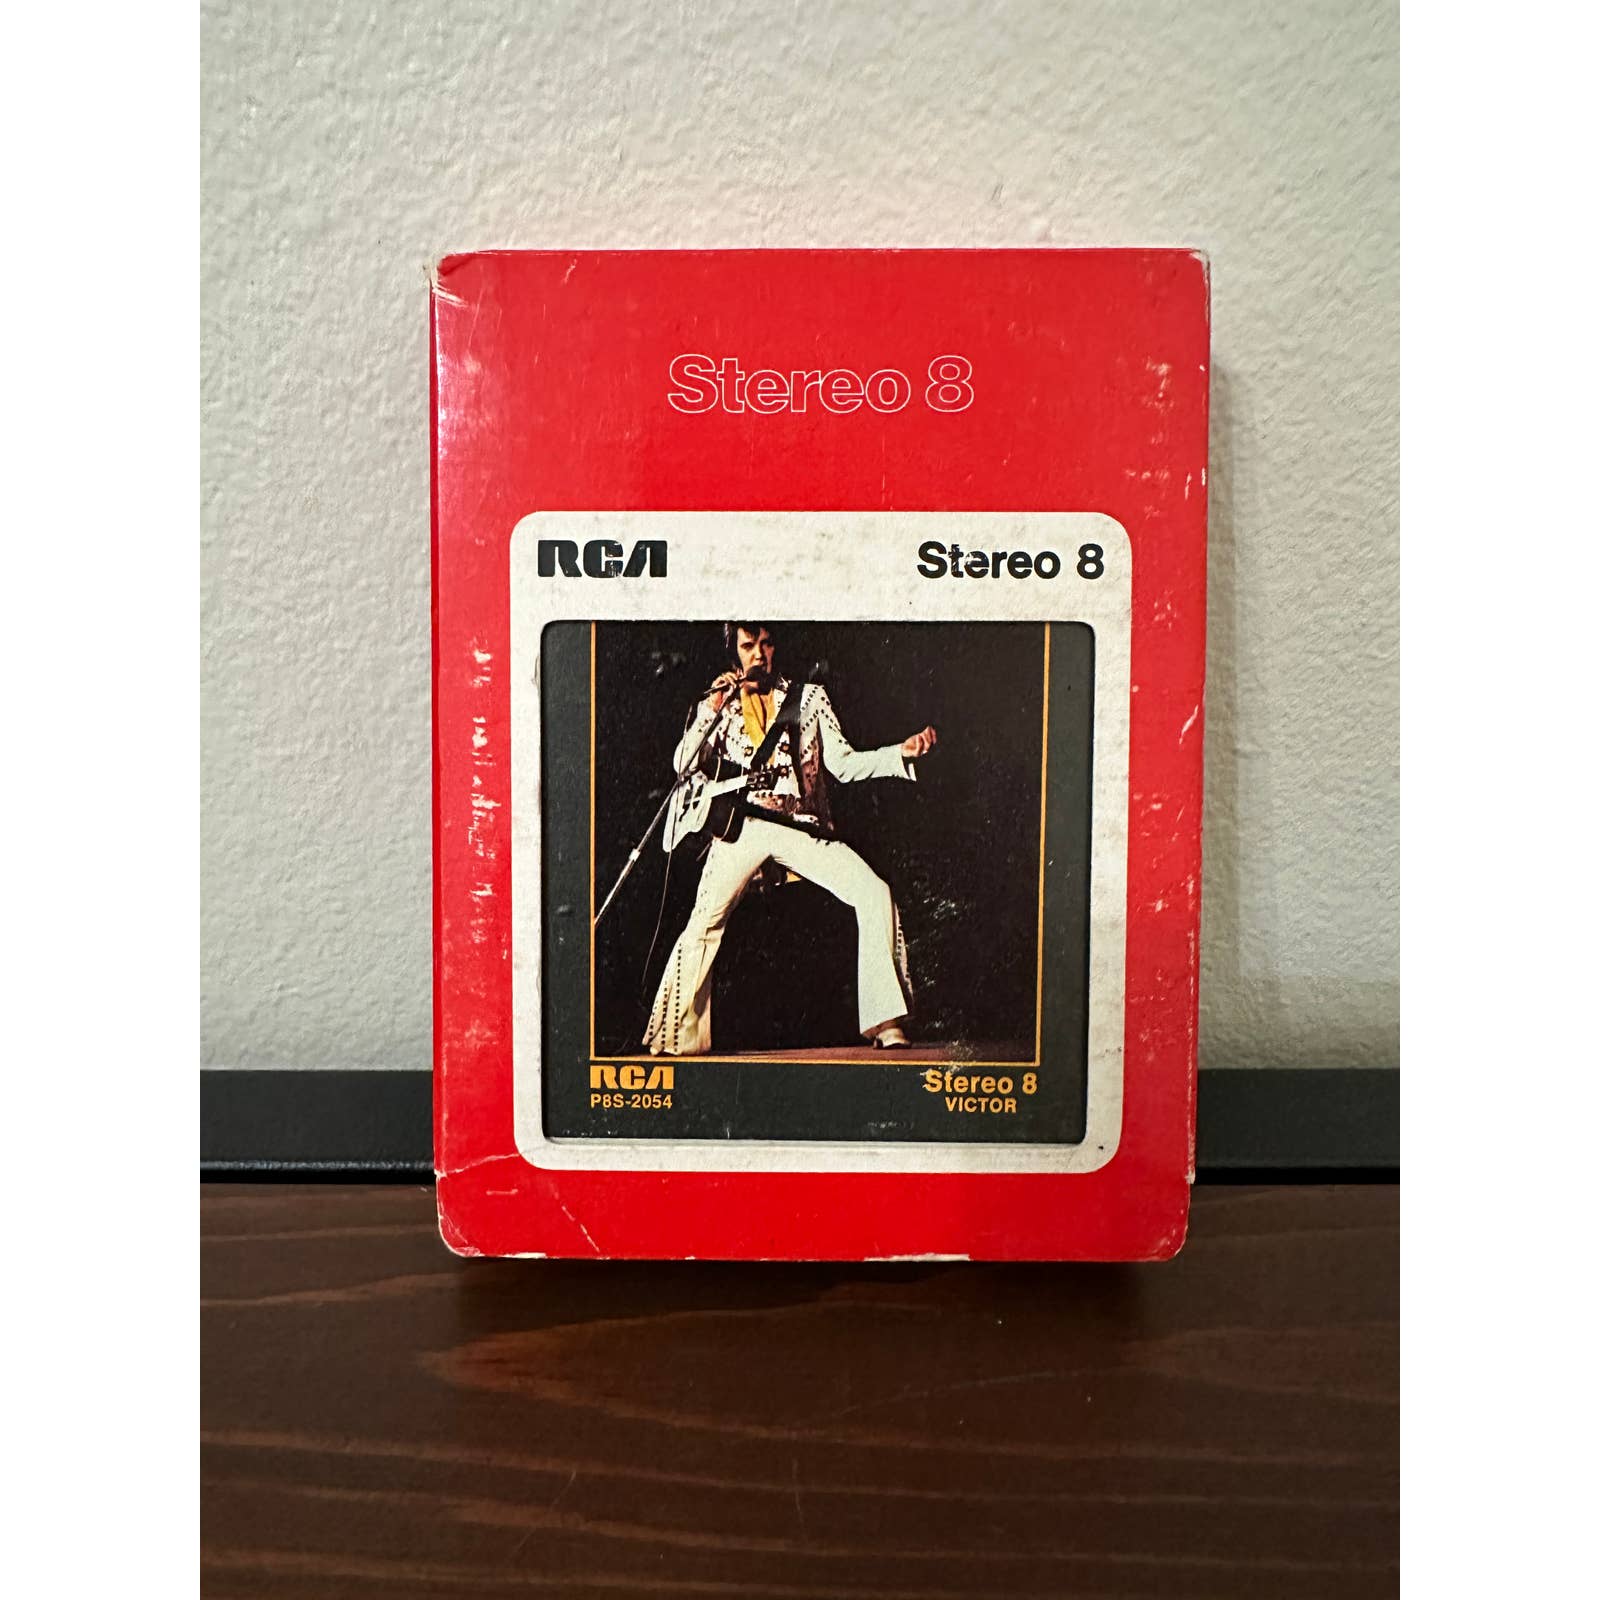 Stereo 8
RCA Stereo 8
RCA Stereo 8
P8S-2054 VICTOR